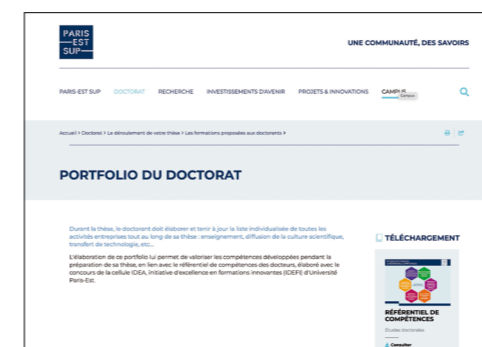 PARIS
EST
SUP
UNE COMMUNAUTÉ, DES SAVOIRS
PARIS-EST SUP DOCTORAT RECHERCHE INVESTISSEMENTS D'AVENIR PROJETS & INNOVATIONS CAMPUS
Campus
Accueil > Doctorat > Le déroulement de votre thèse > Les formations proposées aux doctorants >
PORTFOLIO DU DOCTORAT
Durant la thèse, le doctorant doit élaborer et tenir à jour la liste individualisée de toutes les
activités entreprises tout au long de sa thèse : enseignement, diffusion de la culture scientifique,
transfert de technologie, etc...
L'élaboration de ce portfolio lui permet de valoriser les compétences développées pendant la
préparation de sa thèse, en lien avec le référentiel de compétences des docteurs, élaboré avec le
concours de la cellule IDEA, initiative d'excellence en formations innovantes (IDEFI) d'Université
Paris-Est.
TÉLÉCHARGEMENT
RÉFÉRENTIEL DE
COMPÉTENCES
Études doctorales
Consulter